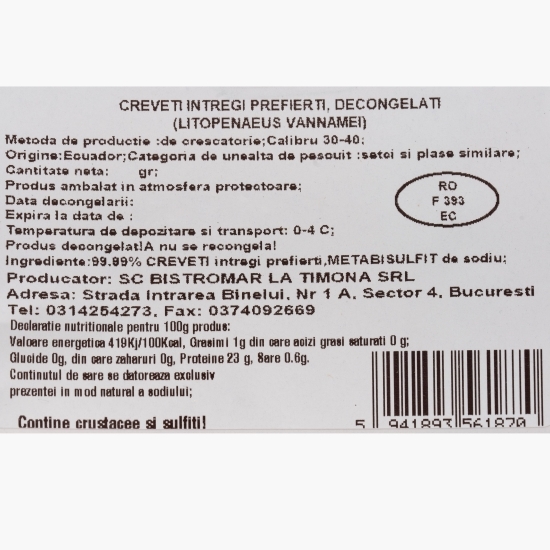 CREVETI INTREGI PREFIERTI, DECONGELATI
(LITOPENAEUS VANNAMEI)
Metoda de productie :de crescatorie;Calibru 30-40;
Origine:Ecuador;Categoria de unealta de pescuit :setci si plase similare;
Cantitate neta: gr;
Produs ambalat in atmosfera protectoare;
Data decongelarii:
Expira la data de :
Temperatura de depozitare si transport: 0-4 C;
Produs decongelat!A nu se recongela!
RO
F 393
EC
Ingrediente:99.99% CREVETI intregi prefierti,METABISULFIT de sodiu;
Producator: SC BISTROMAR LA TIMONA SRL
Adresa: Strada Intrarea Binelui, Nr 1 A, Sector 4, Bucuresti
Tel: 0314254273, Fax: 0374092669
Declaratie nutritionale pentru 100g produs:
Valoare energetica 419Kj/100Kcal, Grasimi 1g din care acizi grasi saturati 0 g;
Glucide 0g, din care zaharuri 0g, Proteine 23 g, Sare 0.6g.
Continutul de sare se datoreaza exclusiv
prezentei in mod natural a sodiului;
Contine crustacee si sulfiti!
5 941893 561870